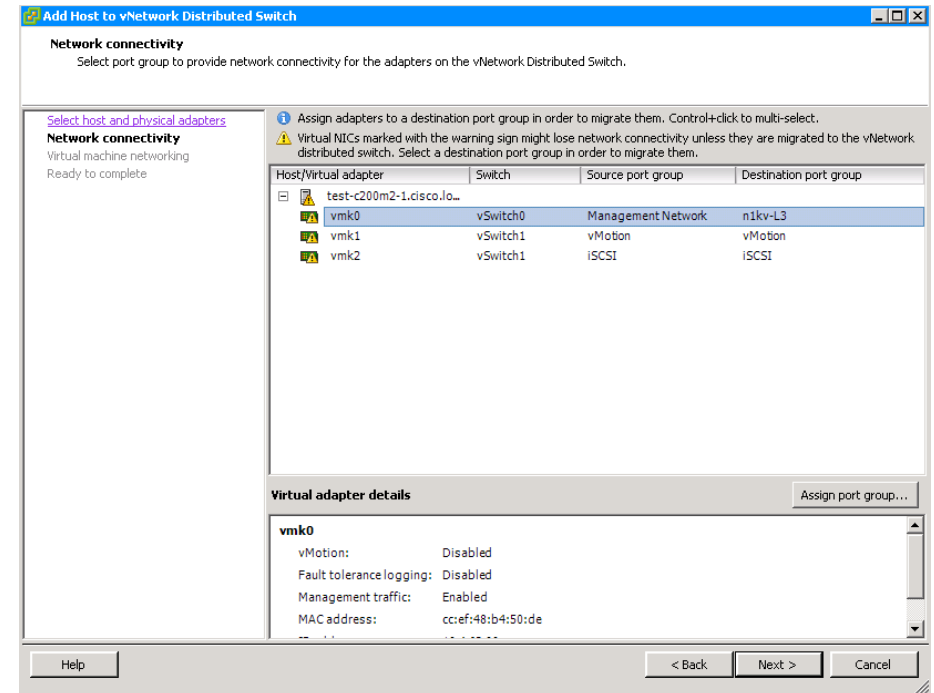 Add Host to vNetwork Distributed Switch
Network connectivity
Select port group to provide network connectivity for the adapters on the vNetwork Distributed Switch.
Select host and physical adapters
Network connectivity
Virtual machine networking
Ready to complete
Assign adapters to a destination port group in order to migrate them. Control+click to multi-select.
Virtual NICs marked with the warning sign might lose network connectivity unless they are migrated to the vNetwork
distributed switch. Select a destination port group in order to migrate them.
Host/Virtual adapter Switch Source port group Destination port group
test-c200m2-1.cisco.lo...
vmk0 vSwitch0 Management Network n1kv-L3
vmk1 vSwitch1 vMotion vMotion
vmk2 vSwitch1 iSCSI iSCSI
Virtual adapter details
Assign port group...
vmk0
vMotion: Disabled
Fault tolerance logging: Disabled
Management traffic: Enabled
MAC address: cc:ef:48:b4:50:de
Help
< Back
Next >
Cancel